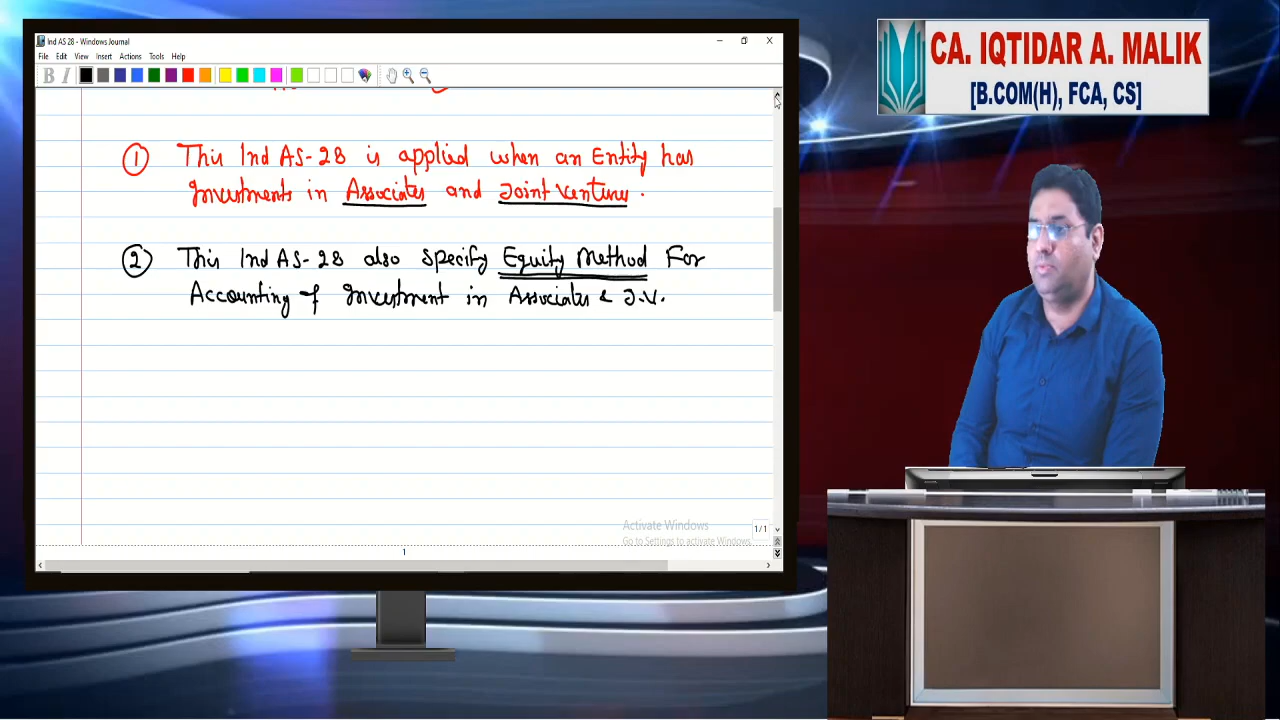 Ind AS 28 - Windows Journal
File Edit View Insert Actions Tools Help
B I
① This Ind AS-28 is applied when an Entity has
Investments in Associates and Joint Ventures.
② This Ind AS-28 also specify Equity Method For
Accounting of Investment in Associates & J.V.
Activate Windows
Go to Settings to activate Windows.
1/1
1
CA. IQTIDAR A. MALIK
[B.COM(H), FCA, CS]